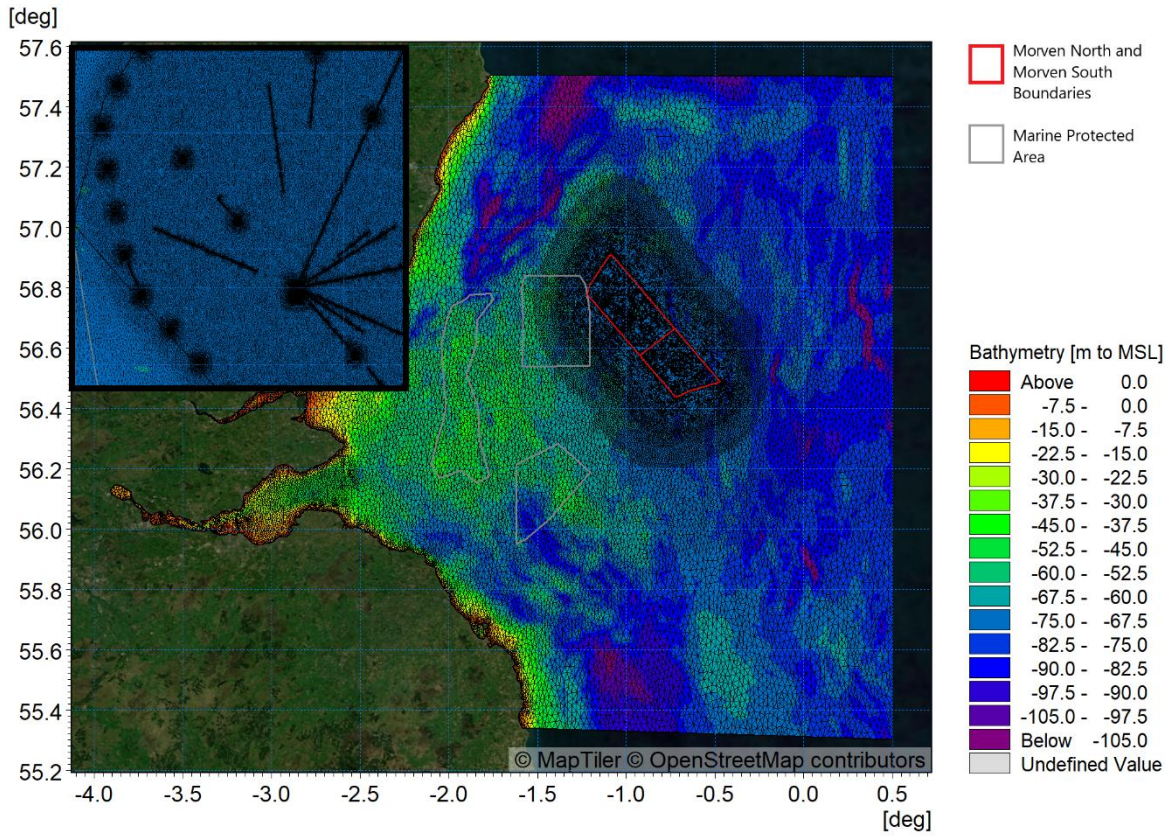 [deg]
57.6
57.4
57.2
57.0
56.8
56.6
56.4
56.2
56.0
55.8
55.6
55.4
55.2
-4.0 -3.5 -3.0 -2.5 -2.0 -1.5 -1.0 -0.5 0.0 0.5
[deg]
© MapTiler © OpenStreetMap contributors
Morven North and
Morven South
Boundaries
Marine Protected
Area
Bathymetry [m to MSL]
Above 0.0
-7.5 - 0.0
-15.0 - -7.5
-22.5 - -15.0
-30.0 - -22.5
-37.5 - -30.0
-45.0 - -37.5
-52.5 - -45.0
-60.0 - -52.5
-67.5 - -60.0
-75.0 - -67.5
-82.5 - -75.0
-90.0 - -82.5
-97.5 - -90.0
-105.0 - -97.5
Below -105.0
Undefined Value